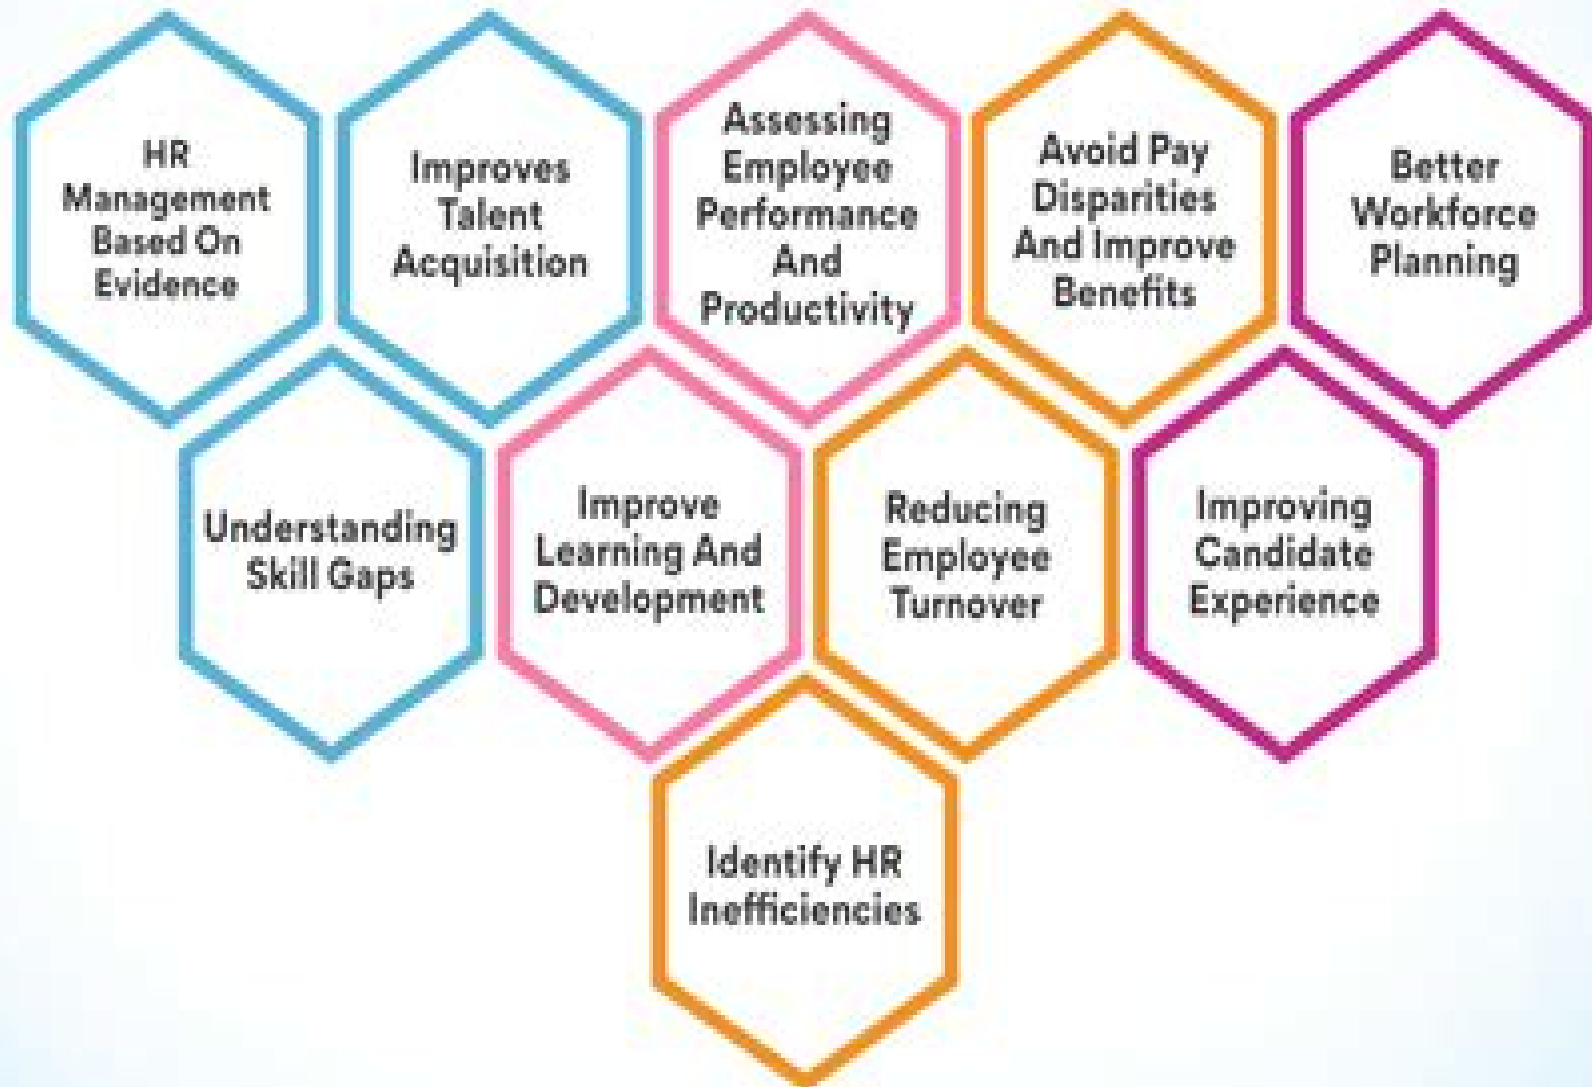 HR
Management
Based On
Evidence
Improves
Talent
Acquisition
Assessing
Employee
Performance
And
Productivity
Avoid Pay
Disparities
And Improve
Benefits
Better
Workforce
Planning
Understanding
Skill Gaps
Improve
Learning And
Development
Reducing
Employee
Turnover
Improving
Candidate
Experience
Identify HR
Inefficiencies